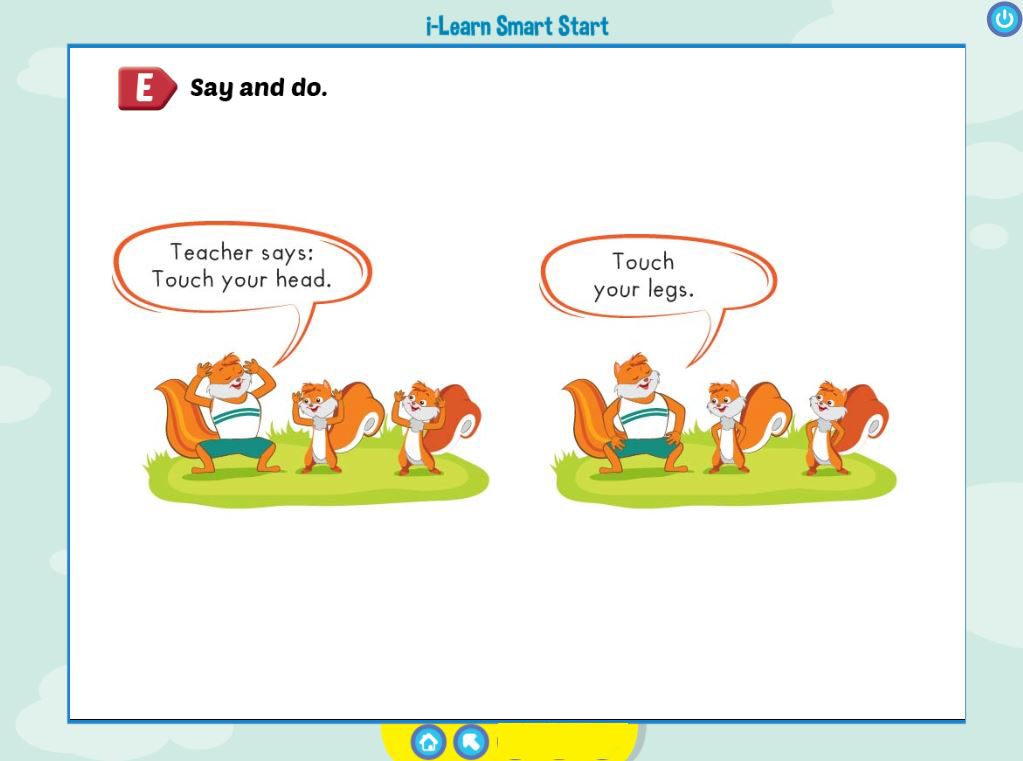 i-Learn Smart Start
E Say and do.
Teacher says:
Touch your head.
Touch
your legs.